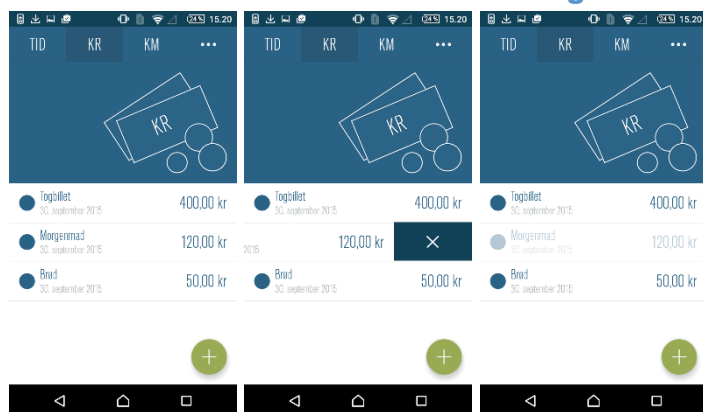 24% 15.20
TID KR KM
KR
Togbillet 400,00 kr
30. september 2015
Morgenmad 120,00 kr
30. september 2015
Brød 50,00 kr
30. september 2015
24% 15.20
TID KR KM
KR
Togbillet 400,00 kr
30. september 2015
2015 120,00 kr
Brød 50,00 kr
30. september 2015
24% 15.20
TID KR KM
KR
Togbillet 400,00 kr
30. september 2015
Morgenmad 120,00 kr
30. september 2015
Brød 50,00 kr
30. september 2015